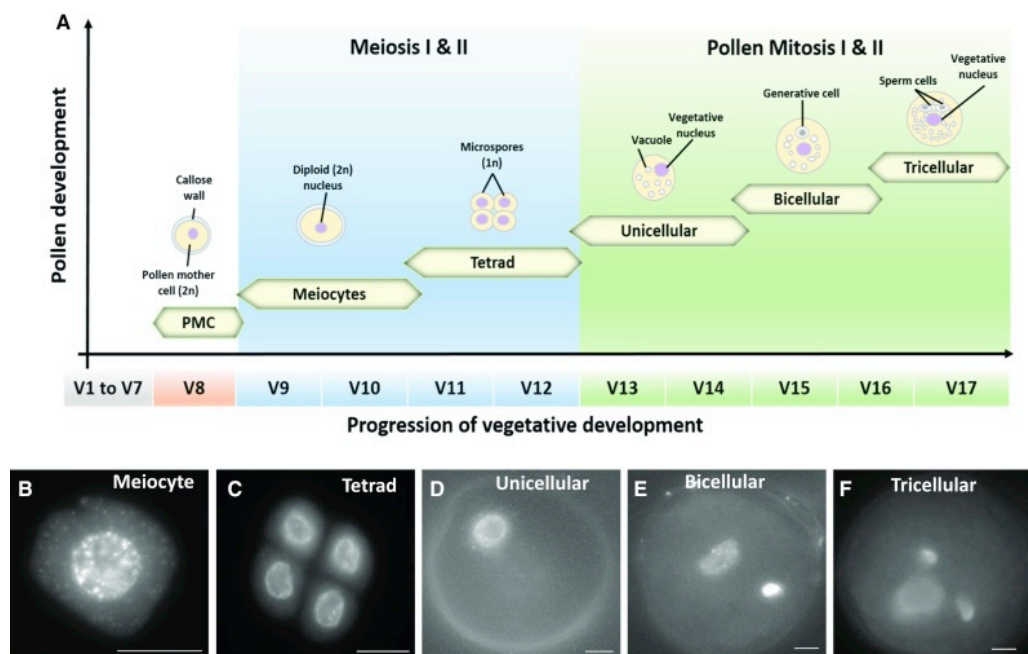 A
Meiosis I & II
Pollen Mitosis I & II
Pollen development
Callose
wall
Pollen mother
cell (2n)
PMC
Diploid (2n)
nucleus
Meiocytes
Microspores
(1n)
Tetrad
Vacuole
Vegetative
nucleus
Unicellular
Generative cell
Bicellular
Sperm cells
Vegetative
nucleus
Tricellular
V1 to V7 V8 V9 V10 V11 V12 V13 V14 V15 V16 V17
Progression of vegetative development
B Meiocyte
C Tetrad
D Unicellular
E Bicellular
F Tricellular